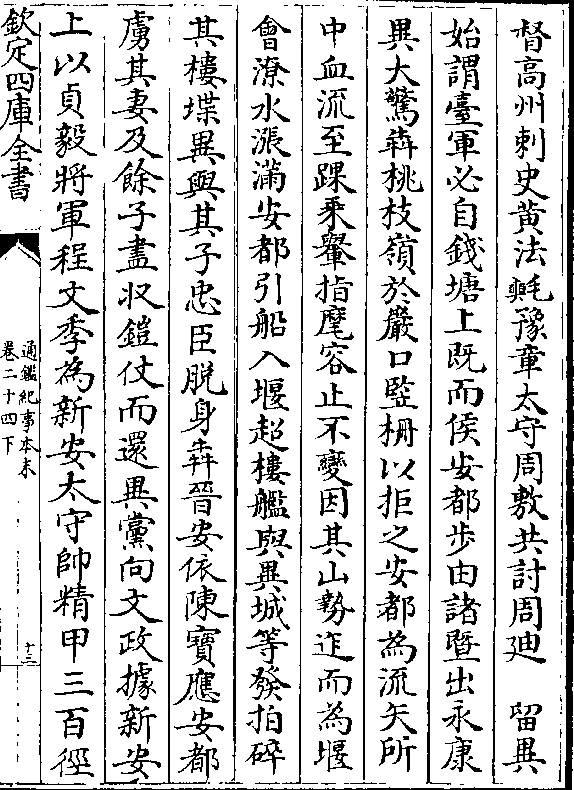 督髙州刺史黄法𣰰豫章太守周敷共討周廸　留異
始謂臺軍必自錢塘上既而侯安都歩由諸暨出永康
異大驚犇桃枝嶺於巖口竪柵以拒之安都為流矢所
中血流至踝乗轝指麾容止不變因其山勢迮而為堰
㑹潦水漲滿安都引船入堰起樓艦與異城等發拍碎
其樓堞異與其子忠臣脱身犇晉安依陳寶應安都
虜其妻及餘子盡収鎧仗而還異黨向文政據新安
上以貞毅將軍程文季為新安太守帥精甲三百徑
欽定四庫全書
通鑑紀事本末
卷二十四下
十三